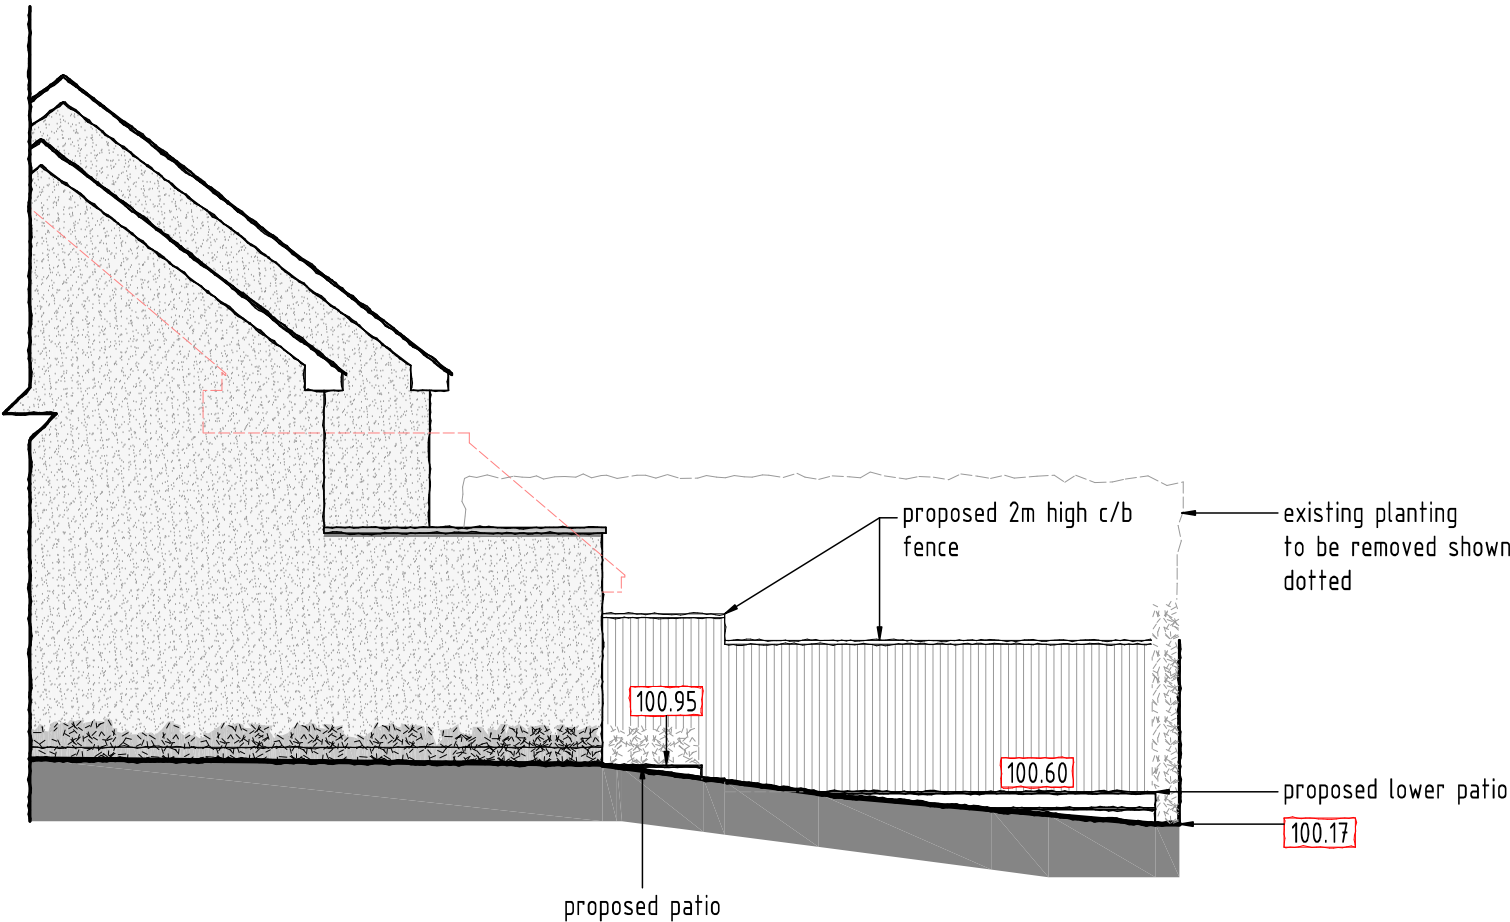 proposed 2m high c/b
fence
existing planting
to be removed shown
dotted
100.95
100.60
proposed lower patio
100.17
proposed patio